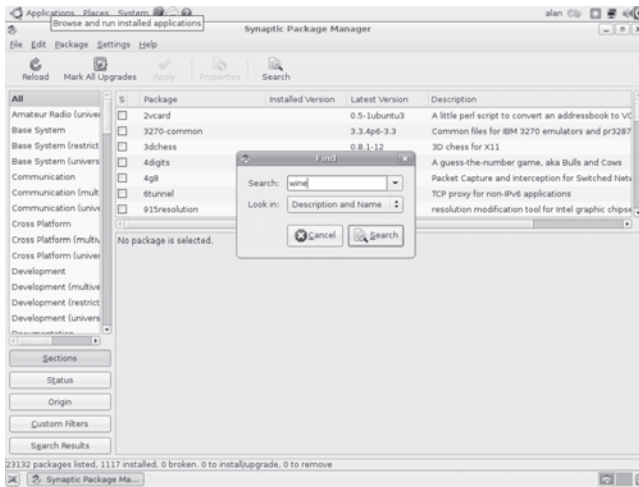 Applications Places System
alan
Browse and run installed applications
Synaptic Package Manager
File Edit Package Settings Help
Reload Mark All Upgrades Apply Properties Search
All
S Package Installed Version Latest Version Description
Amateur Radio (univer
2vcard 0.5-1ubuntu3 A little perl script to convert an addressbook to VC
Base System
3270-common 3.3.4p6-3.3 Common files for IBM 3270 emulators and pr3287
Base System (restrict
3dchess 0.8.1-12 3D chess for X11
Base System (univers
4digits A guess-the-number game, aka Bulls and Cows
Communication
4g8 Packet Capture and Interception for Switched Netw
Communication (mult
6tunnel TCP proxy for non-IPv6 applications
Communication (unive
915resolution resolution modification tool for Intel graphic chipse
Cross Platform
Cross Platform (multiv
Cross Platform (univer
Development
Development (multive
Development (restrict
Development (univers
Documentation
No package is selected.
Find
Search: wine
Look in: Description and Name
Cancel Search
Sections
Status
Origin
Custom Filters
Search Results
23132 packages listed, 1117 installed, 0 broken. 0 to install/upgrade, 0 to remove
Synaptic Package Ma...